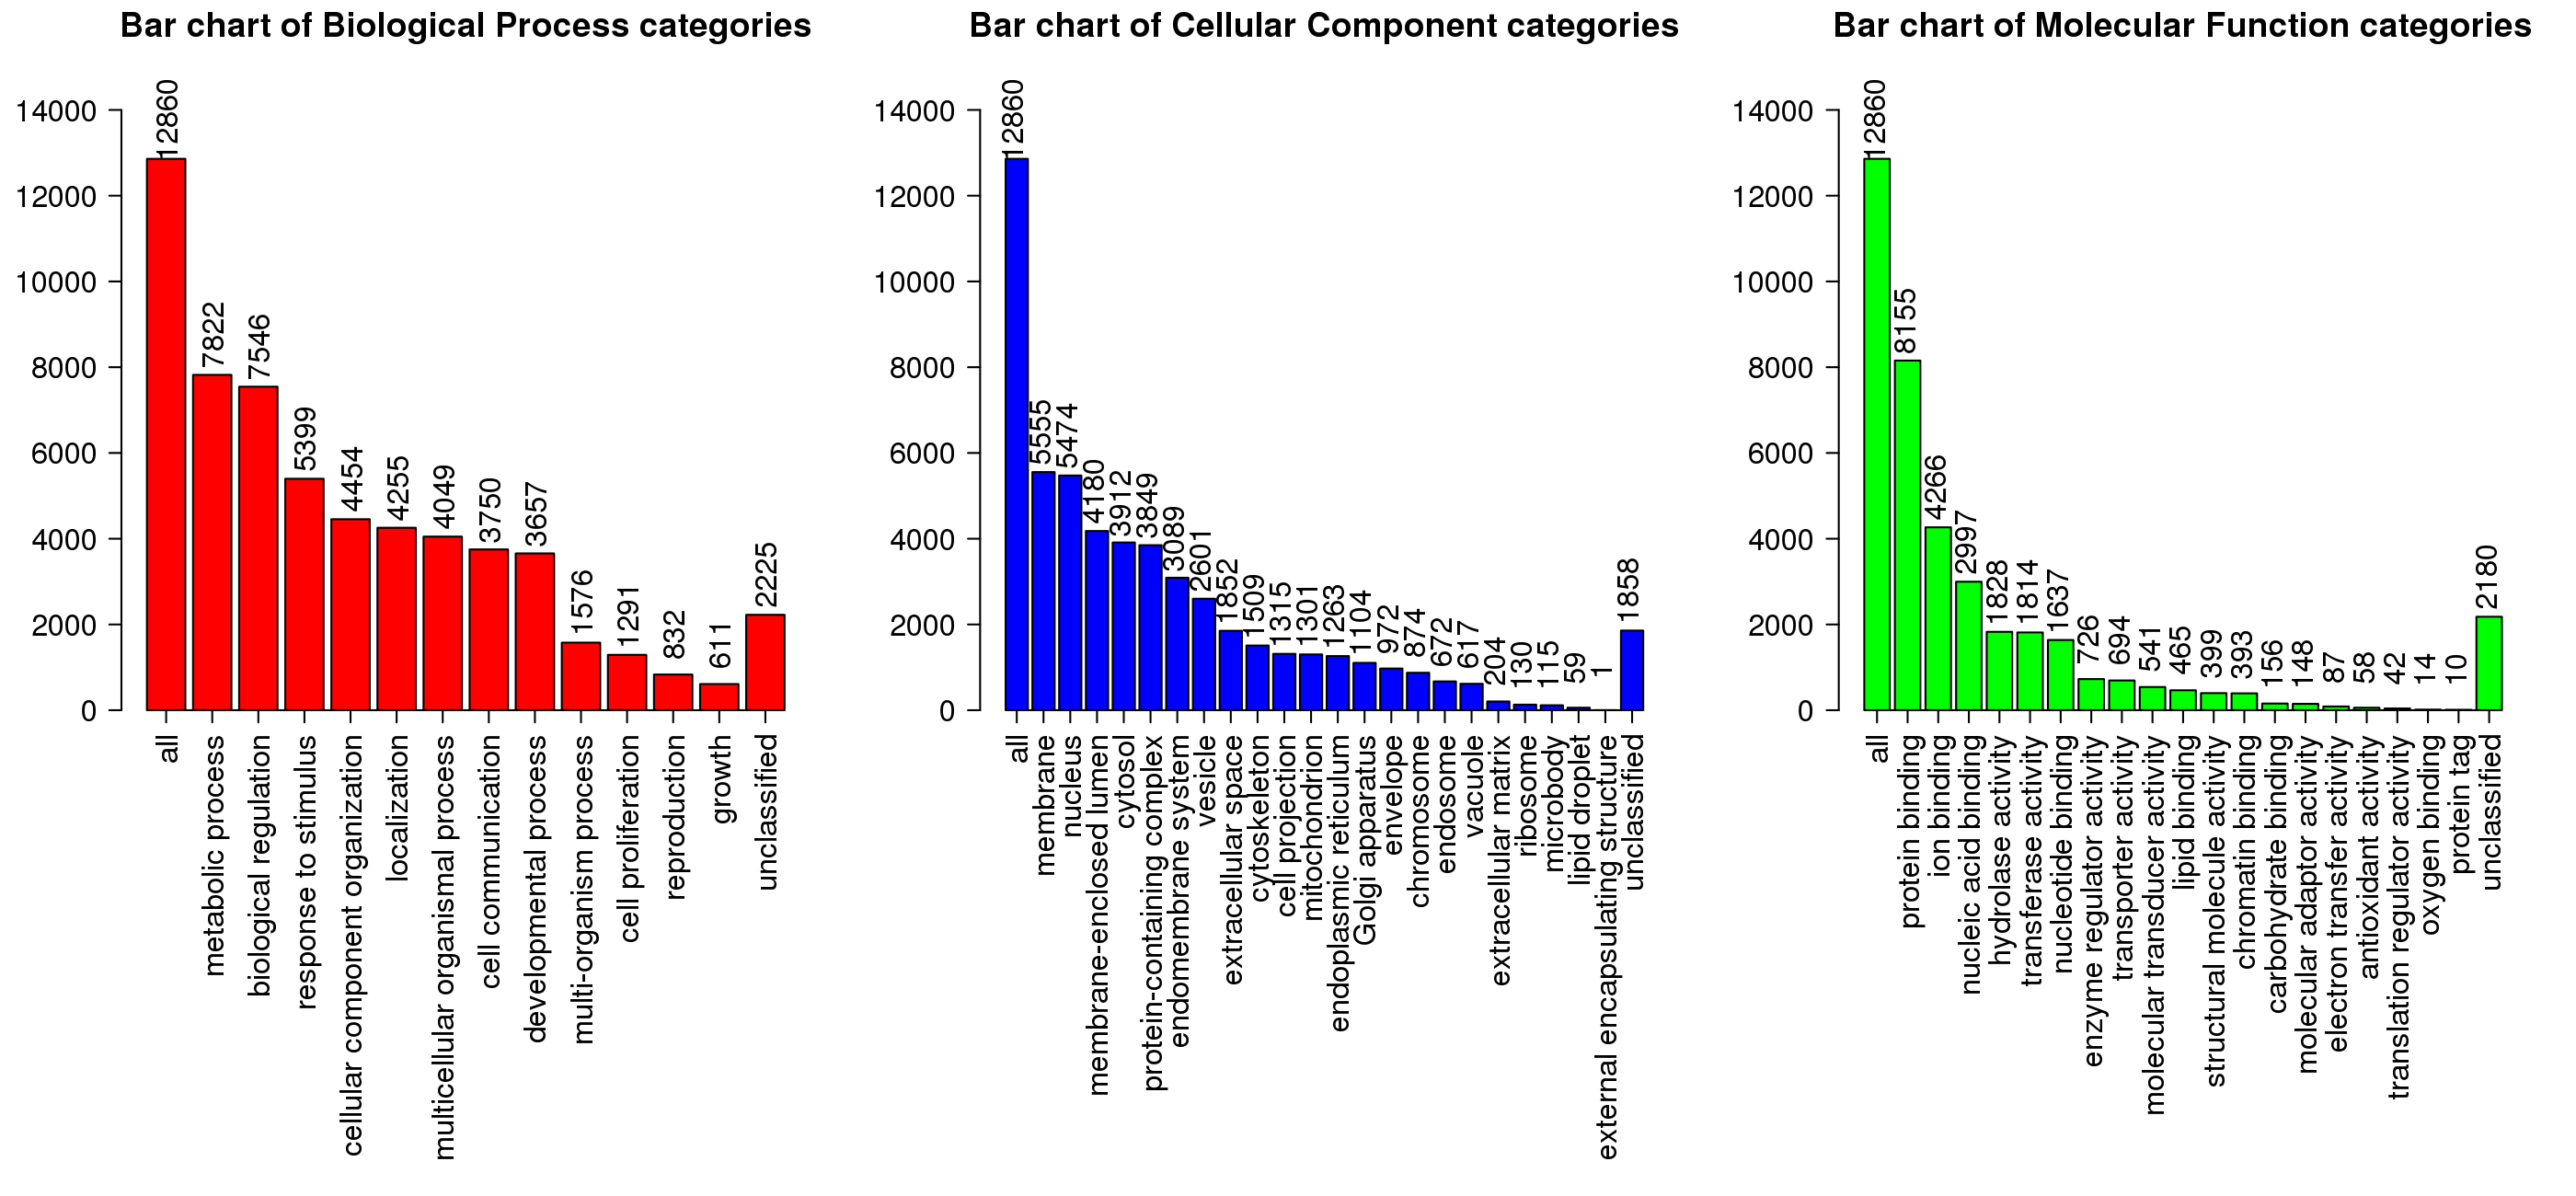 Bar chart of Biological Process categories
14000
12000
10000
8000
6000
4000
2000
0
12860
7822
7546
5399
4454
4255
4049
3750
3657
1576
1291
832
611
2225
all
metabolic process
biological regulation
response to stimulus
cellular component organization
localization
multicellular organismal process
cell communication
developmental process
multi-organism process
cell proliferation
reproduction
growth
unclassified
Bar chart of Cellular Component categories
14000
12000
10000
8000
6000
4000
2000
0
12860
5555
5474
4180
3912
3849
3089
2601
1852
1509
1315
1301
1263
1104
972
874
672
617
204
130
115
59
1
1858
all
membrane
nucleus
membrane-enclosed lumen
cytosol
protein-containing complex
endomembrane system
vesicle
extracellular space
cytoskeleton
cell projection
mitochondrion
endoplasmic reticulum
Golgi apparatus
envelope
chromosome
endosome
vacuole
extracellular matrix
ribosome
microbody
lipid droplet
external encapsulating structure
unclassified
Bar chart of Molecular Function categories
14000
12000
10000
8000
6000
4000
2000
0
12860
8155
4266
2997
1828
1814
1637
726
694
541
465
399
393
156
148
87
58
42
14
10
2180
all
protein binding
ion binding
nucleic acid binding
hydrolase activity
transferase activity
nucleotide binding
enzyme regulator activity
transporter activity
molecular transducer activity
lipid binding
structural molecule activity
chromatin binding
carbohydrate binding
molecular adaptor activity
electron transfer activity
antioxidant activity
translation regulator activity
oxygen binding
protein tag
unclassified